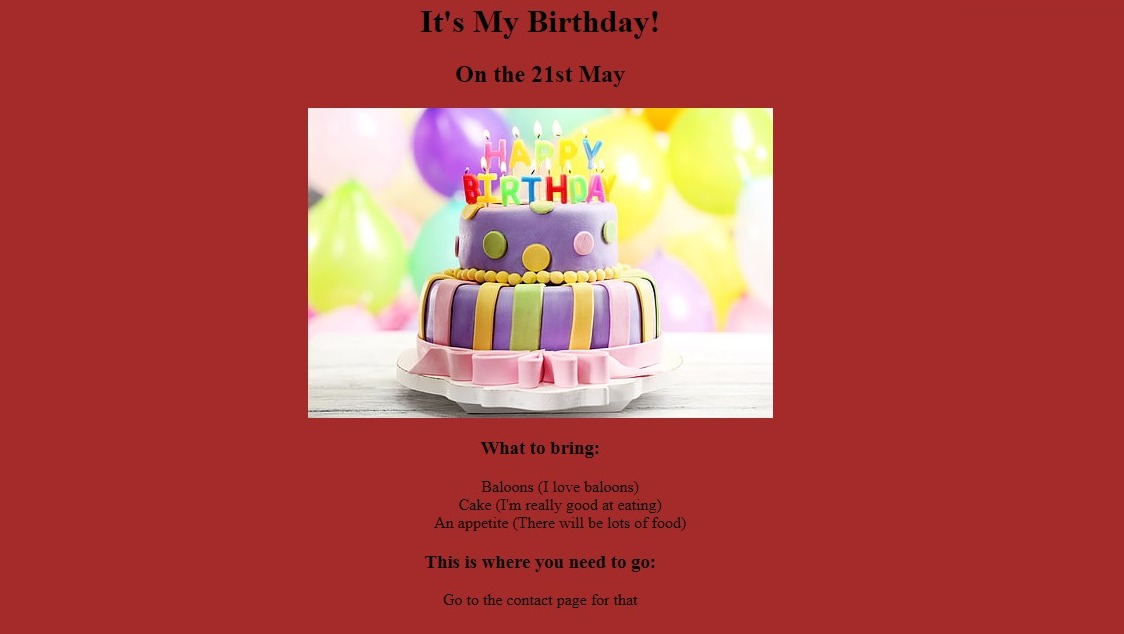 It's My Birthday!
On the 21st May
HAPPY
BIRTHDAY
What to bring:
Baloons (I love baloons)
Cake (I'm really good at eating)
An appetite (There will be lots of food)
This is where you need to go:
Go to the contact page for that